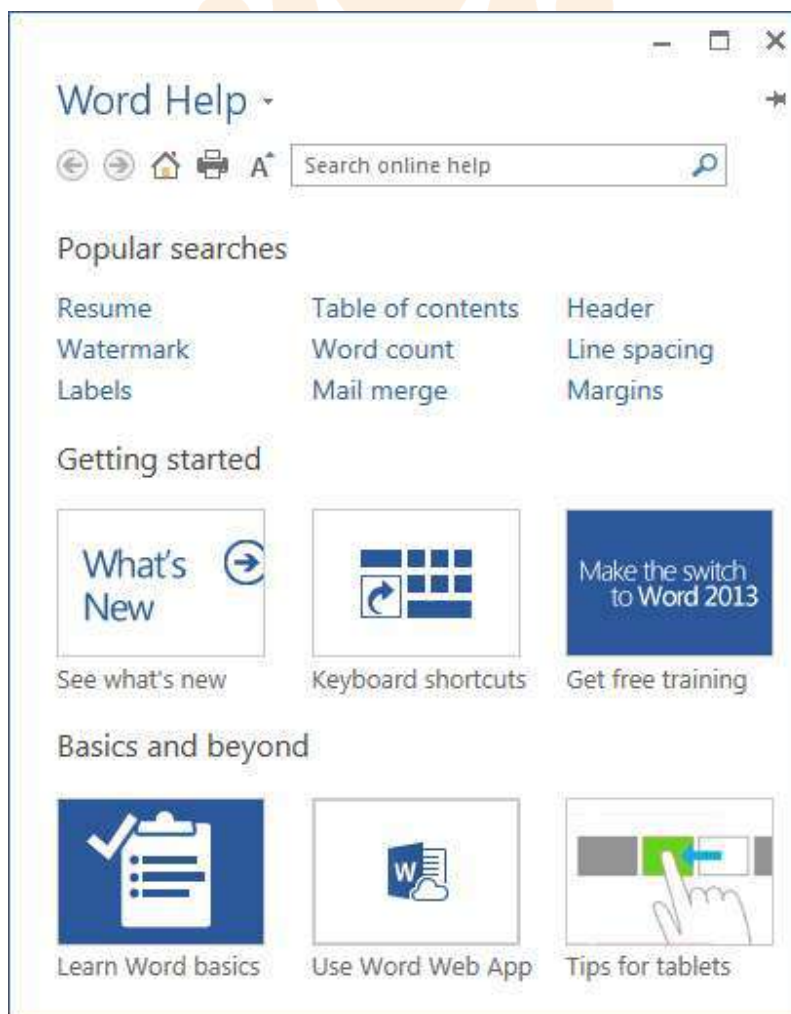 Word Help
A
Search online help
Popular searches
Resume Table of contents Header
Watermark Word count Line spacing
Labels Mail merge Margins
Getting started
What's
New
Make the switch
to Word 2013
See what's new Keyboard shortcuts Get free training
Basics and beyond
W
Learn Word basics Use Word Web App Tips for tablets